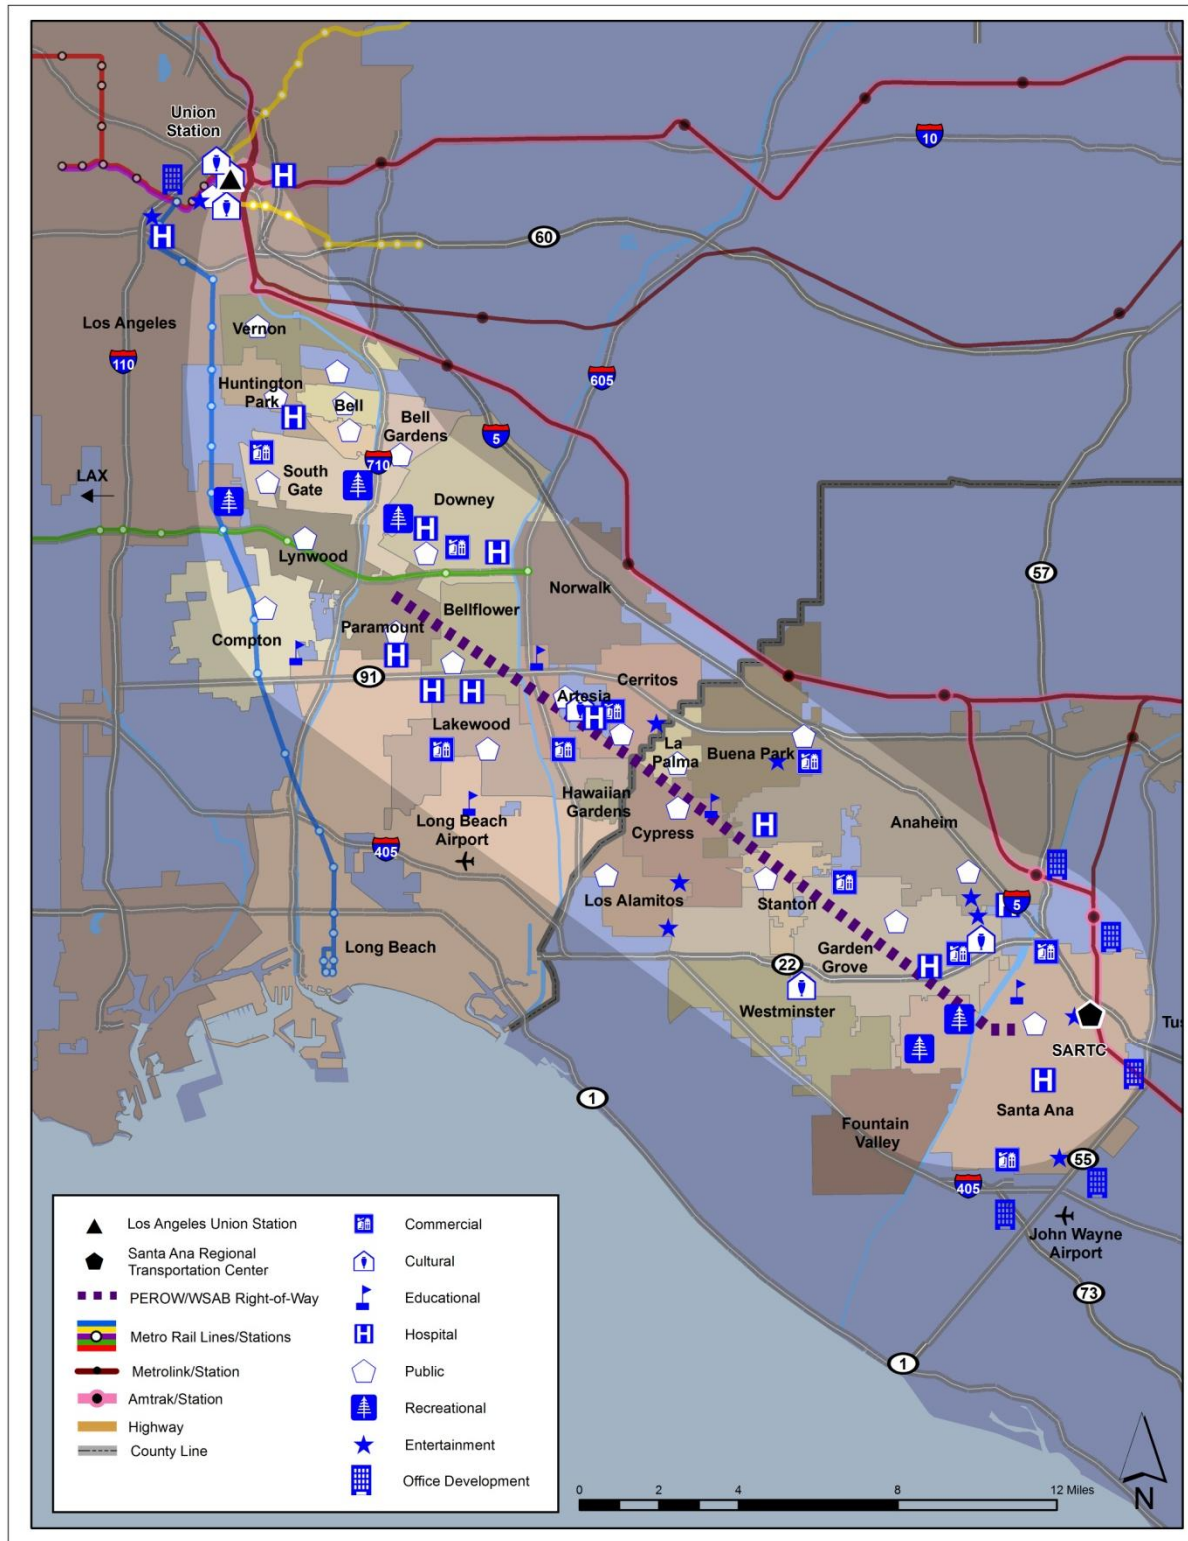 Union
Station
10
60
Los Angeles
Vernon
110
605
Huntington
Park
Bell
Bell
Gardens
5
LAX
710
South
Gate
Downey
Lynwood
57
Norwalk
Bellflower
Compton
Paramount
91
Cerritos
Artesia
Lakewood
La
Palma
Buena Park
Hawaiian
Gardens
Long Beach
Airport
Cypress
Anaheim
405
Los Alamitos
Stanton
5
Long Beach
Garden
Grove
22
Westminster
Tus
SARTC
Santa Ana
1
Fountain
Valley
55
405
John Wayne
Airport
73
1
Los Angeles Union Station
Santa Ana Regional
Transportation Center
PEROW/WSAB Right-of-Way
Metro Rail Lines/Stations
Metrolink/Station
Amtrak/Station
Highway
County Line
Commercial
Cultural
Educational
H Hospital
Public
Recreational
Entertainment
Office Development
0 2 4 8 12 Miles
N